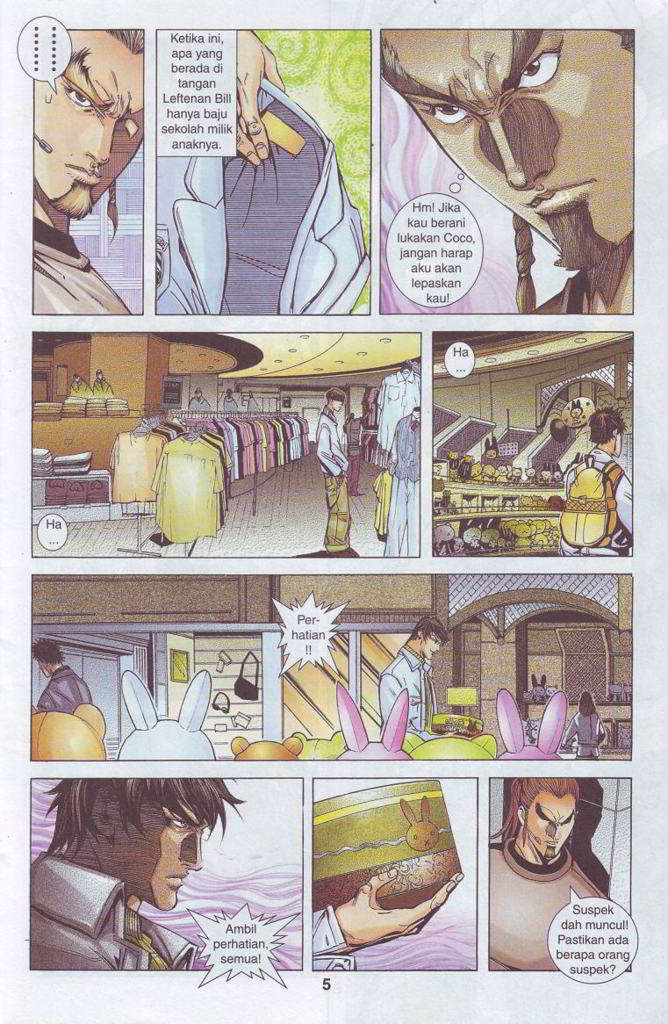 Ketika ini,
apa yang
berada di
tangan
Leftenan Bill
hanya baju
sekolah milik
anaknya.
Hm! Jika
kau berani
lukakan Coco,
jangan harap
aku akan
lepaskan
kau!
Ha
...
Ha
...
Per-
hatian
!!
Ambil
perhatian,
semua!
Suspek
dah muncul!
Pastikan ada
berapa orang
suspek?
5